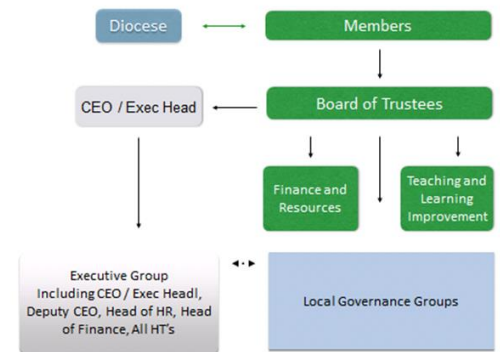 Diocese
Members
CEO / Exec Head
Board of Trustees
Finance and
Resources
Teaching and
Learning
Improvement
Executive Group
Including CEO / Exec Headl,
Deputy CEO, Head of HR, Head
of Finance, All HT's
Local Governance Groups